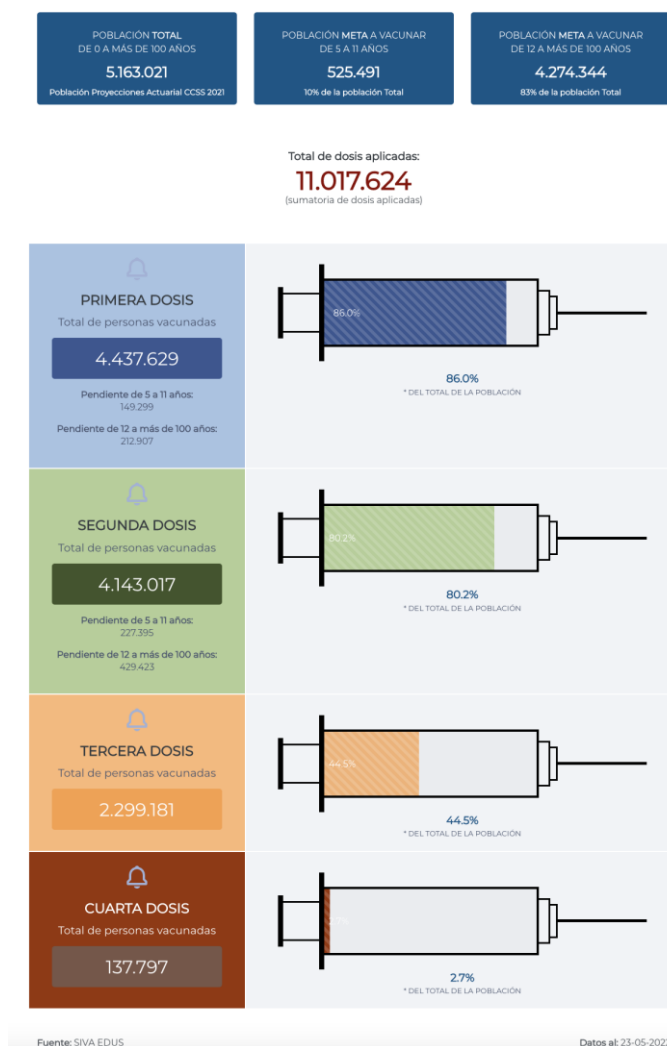 POBLACIÓN TOTAL
DE 0 A MÁS DE 100 AÑOS
5.163.021
Población Proyecciones Actuarial CCSS 2021
POBLACIÓN META A VACUNAR
DE 5 A 11 AÑOS
525.491
10% de la población Total
POBLACIÓN META A VACUNAR
DE 12 A MÁS DE 100 AÑOS
4.274.344
83% de la población Total
Total de dosis aplicadas:
11.017.624
(sumatoria de dosis aplicadas)
PRIMERA DOSIS
Total de personas vacunadas
4.437.629
Pendiente de 5 a 11 años:
149.299
Pendiente de 12 a más de 100 años:
212.907
86.0%
86.0%
* DEL TOTAL DE LA POBLACIÓN
SEGUNDA DOSIS
Total de personas vacunadas
4.143.017
Pendiente de 5 a 11 años:
227.395
Pendiente de 12 a más de 100 años:
429.423
80.2%
80.2%
* DEL TOTAL DE LA POBLACIÓN
TERCERA DOSIS
Total de personas vacunadas
2.299.181
44.5%
44.5%
* DEL TOTAL DE LA POBLACIÓN
CUARTA DOSIS
Total de personas vacunadas
137.797
2.7%
* DEL TOTAL DE LA POBLACIÓN
Fuente: SIVA EDUS
Datos al: